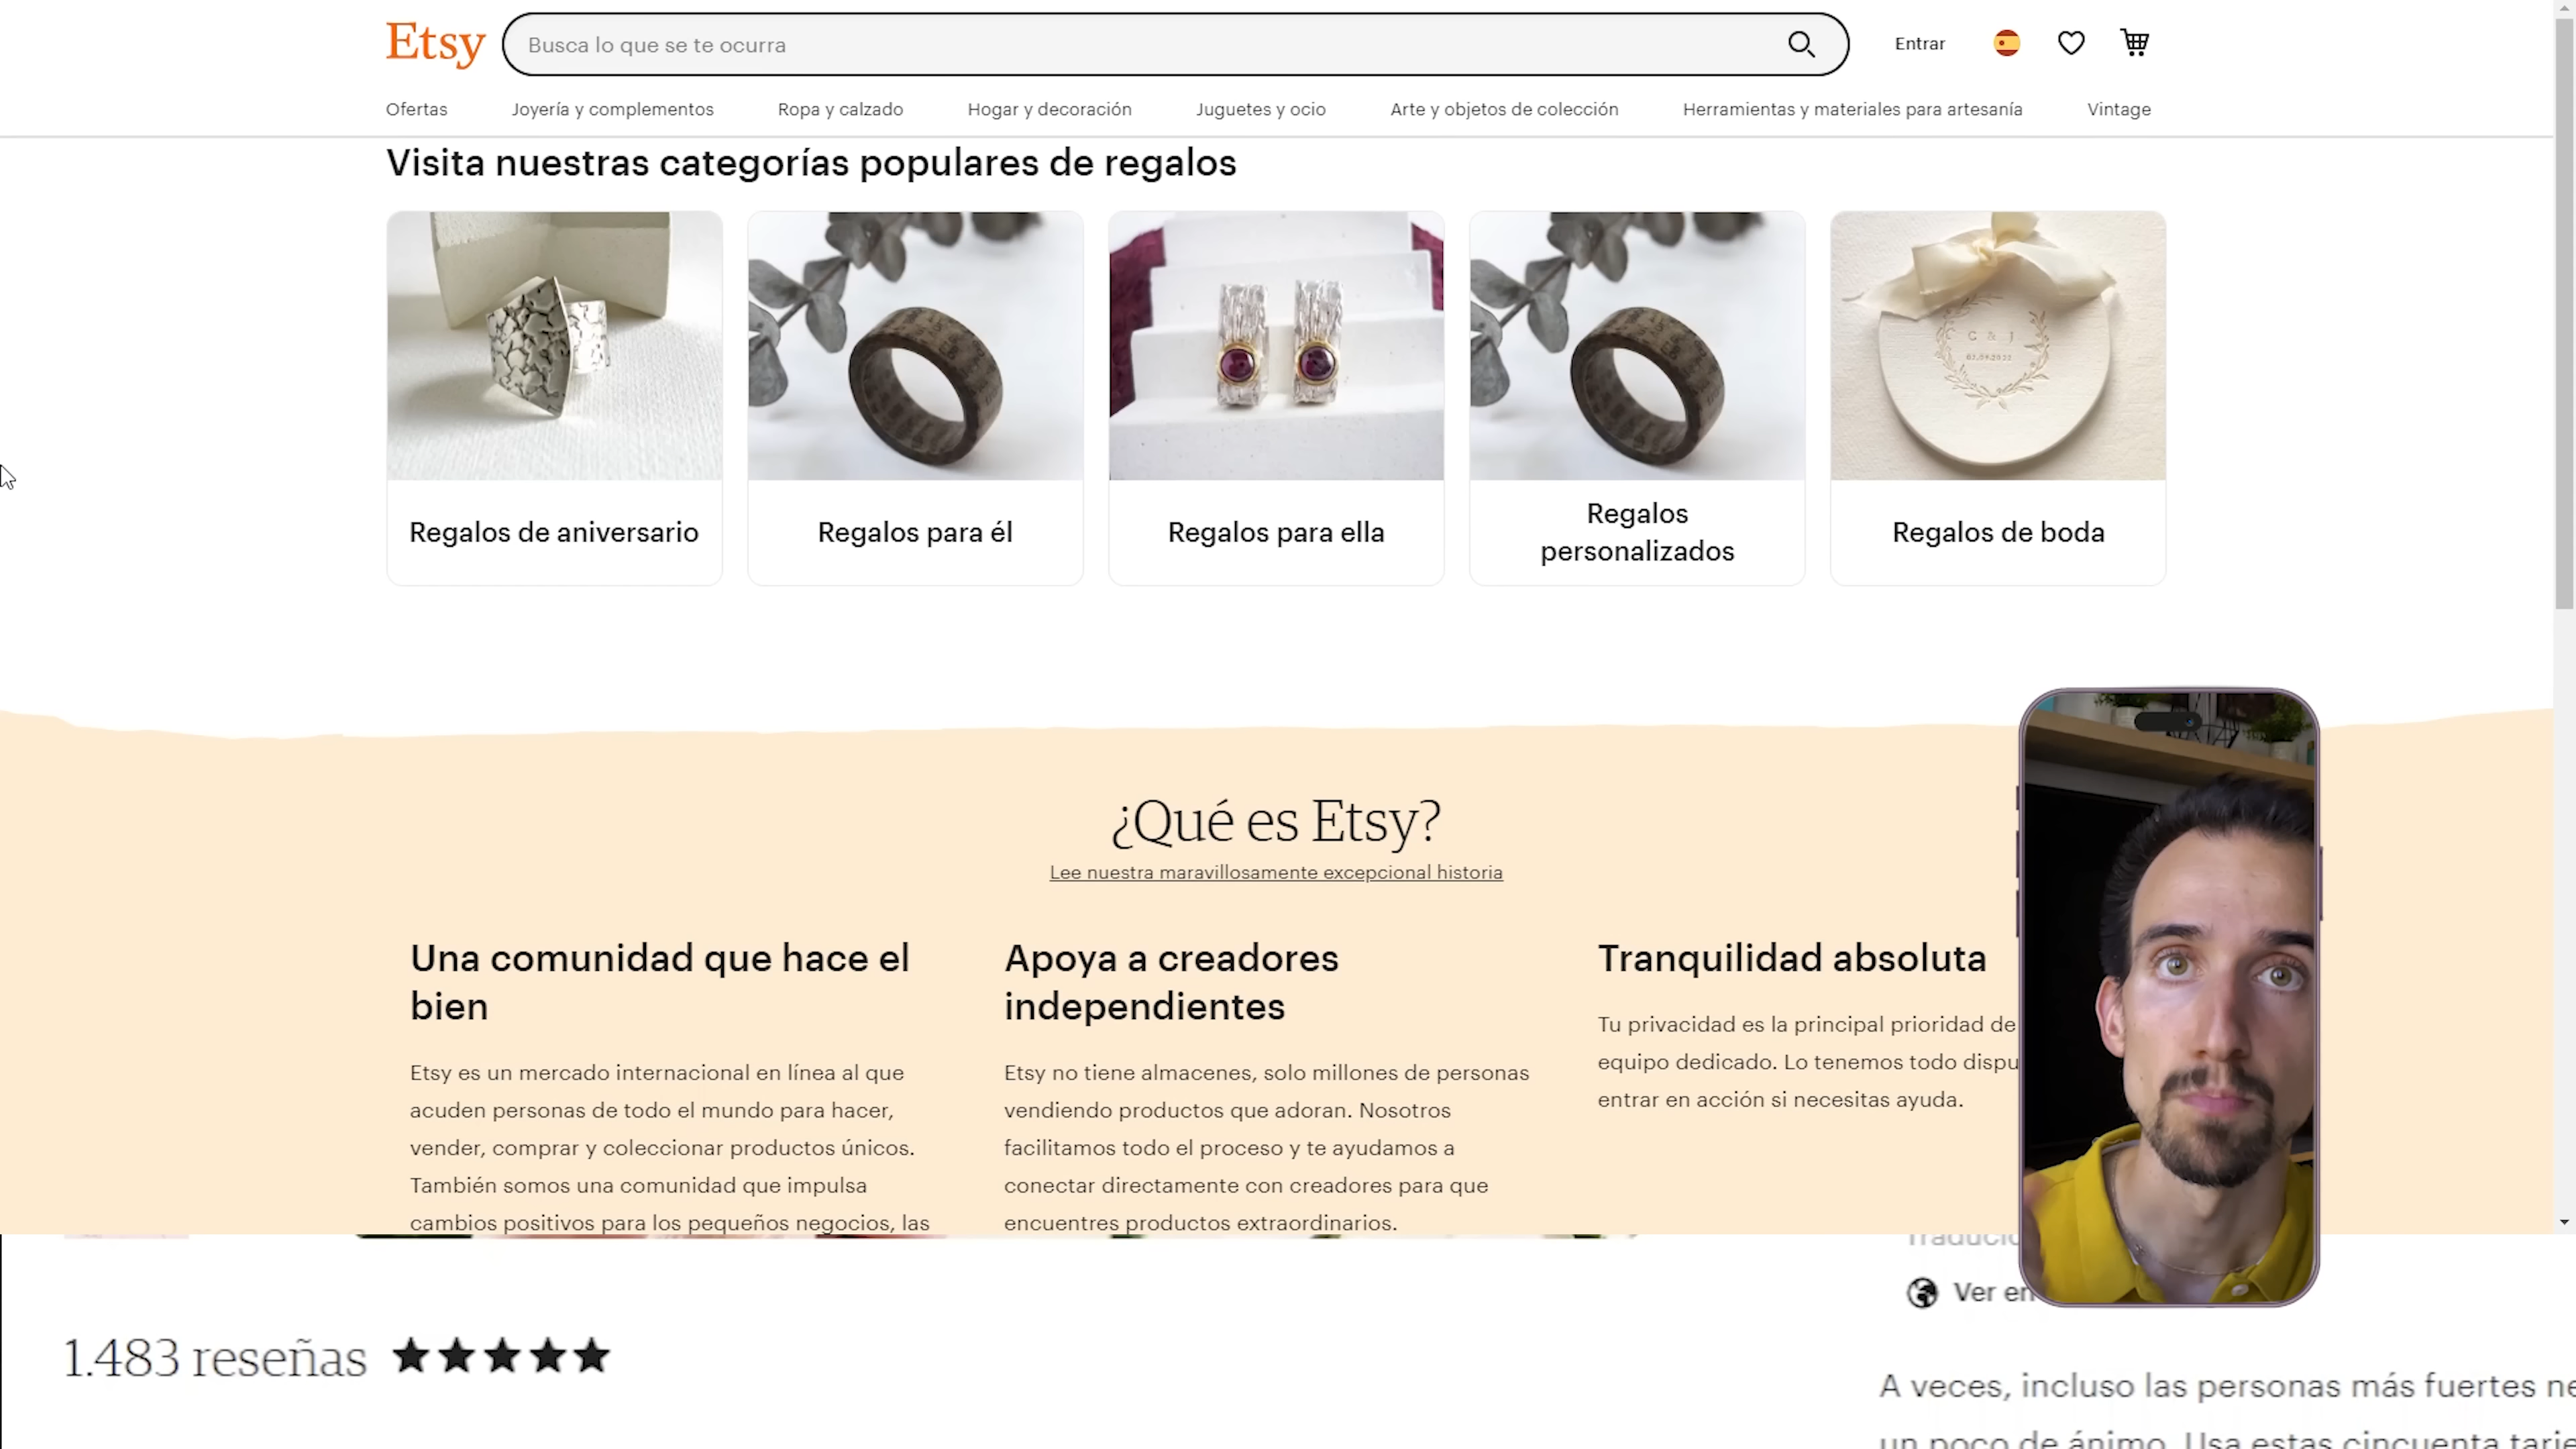 Etsy
Busca lo que se te ocurra
Entrar
Ofertas
Joyería y complementos
Ropa y calzado
Hogar y decoración
Juguetes y ocio
Arte y objetos de colección
Herramientas y materiales para artesanía
Vintage
Visita nuestras categorías populares de regalos
C & J
Regalos de aniversario
Regalos para él
Regalos para ella
Regalos
personalizados
Regalos de boda
¿Qué es Etsy?
Lee nuestra maravillosamente excepcional historia
Una comunidad que hace el
bien
Etsy es un mercado internacional en línea al que
acuden personas de todo el mundo para hacer,
vender, comprar y coleccionar productos únicos.
También somos una comunidad que impulsa
cambios positivos para los pequeños negocios, las
Apoya a creadores
independientes
Etsy no tiene almacenes, solo millones de personas
vendiendo productos que adoran. Nosotros
facilitamos todo el proceso y te ayudamos a
conectar directamente con creadores para que
encuentres productos extraordinarios.
Tranquilidad absoluta
Tu privacidad es la principal prioridad de
equipo dedicado. Lo tenemos todo dispu
entrar en acción si necesitas ayuda.
Ver en
1.483 reseñas
A veces, incluso las personas más fuertes ne
un poco de ánimo. Usa estas cincuenta tarje